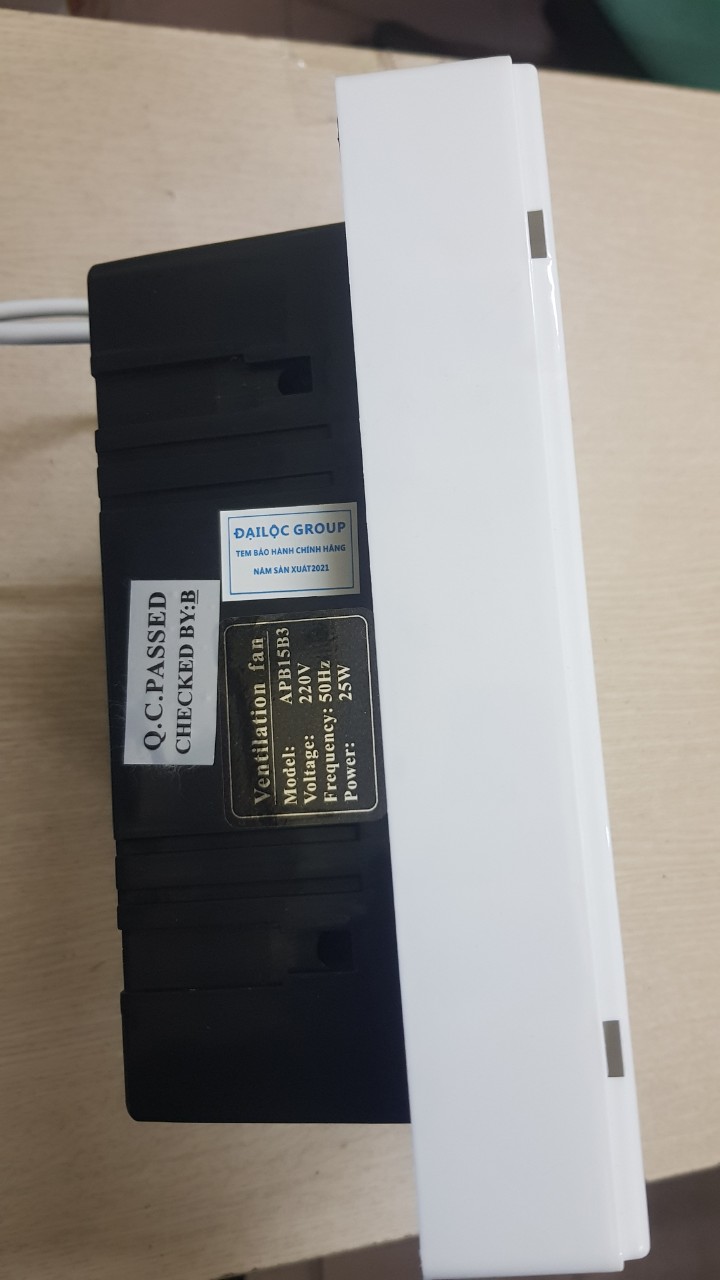 ĐẠILỘC GROUP
TEM BẢO HÀNH CHÍNH HÃNG
NĂM SẢN XUẤT2021
Q.C.PASSED
CHECKED BY:B
Ventilation fan
Model: APB15B3
Voltage: 220V
Frequency: 50Hz
Power: 25W